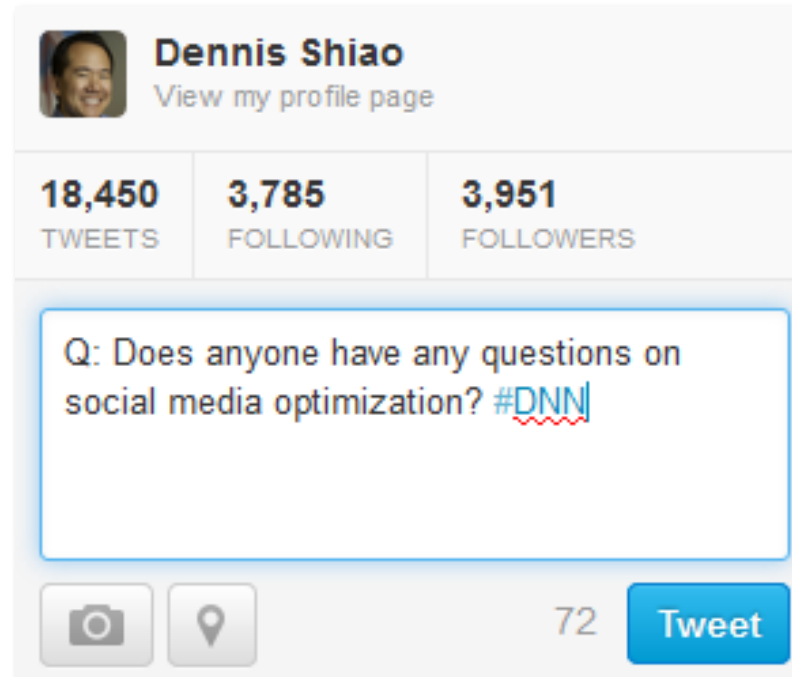 Dennis Shiao
View my profile page
18,450 3,785 3,951
TWEETS FOLLOWING FOLLOWERS
Q: Does anyone have any questions on
social media optimization? #DNN
72 Tweet